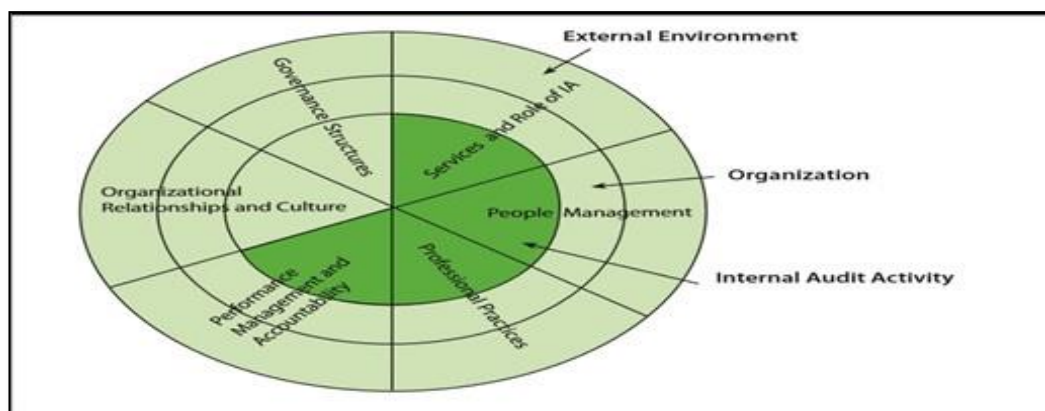 External Environment
Governance Structures
Services and Role of IA
Organization
Organizational
Relationships and Culture
People Management
Internal Audit Activity
Performance
Management and
Accountability
Professional Practices